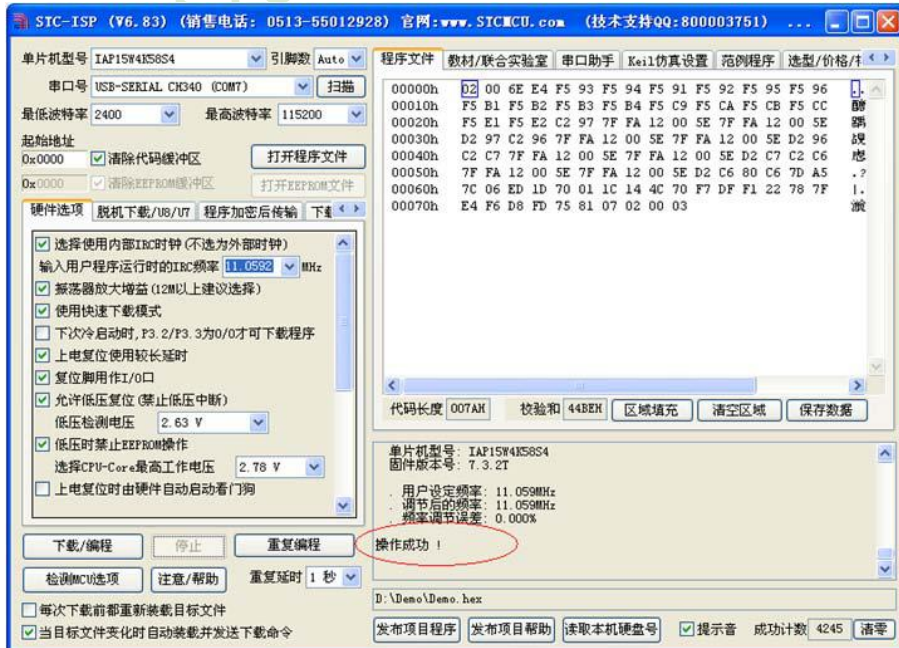 STC-ISP (V6.83) (销售电话: 0513-55012928) 官网:www.STCMCU.com (技术支持QQ:800003751) ...
单片机型号 IAP15W4K58S4 引脚数 Auto
串口号 USB-SERIAL CH340 (COM7) 扫描
最低波特率 2400 最高波特率 115200
起始地址
0x0000 清除代码缓冲区 打开程序文件
0x0000 清除EEPROM缓冲区 打开EEPROM文件
硬件选项 脱机下载/U8/U7 程序加密后传输
选择使用内部IRC时钟(不选为外部时钟)
输入用户程序运行时的IRC频率 11.0592 MHz
振荡器放大增益(12M以上建议选择)
使用快速下载模式
下次冷启动时,P3.2/P3.3为0/0才可下载程序
上电复位使用较长延时
复位脚用作I/O口
允许低压复位(禁止低压中断)
低压检测电压 2.63 V
低压时禁止EEPROM操作
选择CPU-Core最高工作电压 2.78 V
上电复位时由硬件自动启动看门狗
下载/编程 停止 重复编程
检测MCU选项 注意/帮助 重复延时 1 秒
每次下载前都重新装载目标文件
当目标文件变化时自动装载并发送下载命令
程序文件 教材/联合实验室 串口助手 Keil仿真设置 范例程序 选型/价格/
00000h 02 00 6E E4 F5 93 F5 94 F5 91 F5 92 F5 95 F5 96
00010h F5 B1 F5 B2 F5 B3 F5 B4 F5 C9 F5 CA F5 CB F5 CC
00020h F5 E1 F5 E2 C2 97 7F FA 12 00 5E 7F FA 12 00 5E
00030h D2 97 C2 96 7F FA 12 00 5E 7F FA 12 00 5E D2 96
00040h C2 C7 7F FA 12 00 5E 7F FA 12 00 5E D2 C7 C2 C6
00050h 7F FA 12 00 5E 7F FA 12 00 5E D2 C6 80 C6 7D A5 .?
00060h 7C 06 ED 1D 70 01 1C 14 4C 70 F7 DF F1 22 78 7F |.
00070h E4 F6 D8 FD 75 81 07 02 00 03
代码长度 007AH 校验和 44BEH 区域填充 清空区域 保存数据
单片机型号: IAP15W4K58S4
固件版本号: 7.3.2T
. 用户设定频率: 11.059MHz
. 调节后的频率: 11.059MHz
. 频率调节误差: 0.000%
操作成功 !
D:\Demo\Demo.hex
发布项目程序 发布项目帮助 读取本机硬盘号 提示音 成功计数 4245 清零